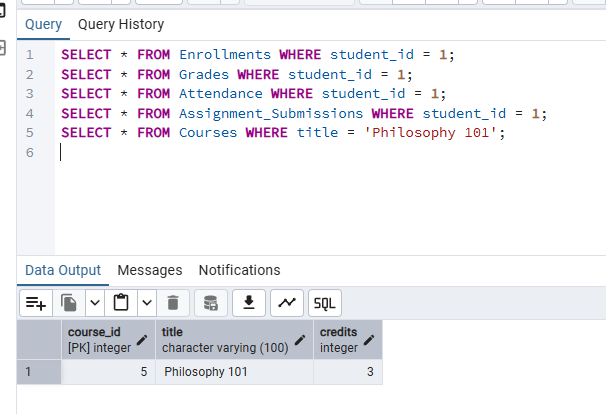 Query Query History
1 SELECT * FROM Enrollments WHERE student_id = 1;
2 SELECT * FROM Grades WHERE student_id = 1;
3 SELECT * FROM Attendance WHERE student_id = 1;
4 SELECT * FROM Assignment_Submissions WHERE student_id = 1;
5 SELECT * FROM Courses WHERE title = 'Philosophy 101';
6
Data Output Messages Notifications
SQL
course_id title credits
[PK] integer character varying (100) integer
1 5 Philosophy 101 3